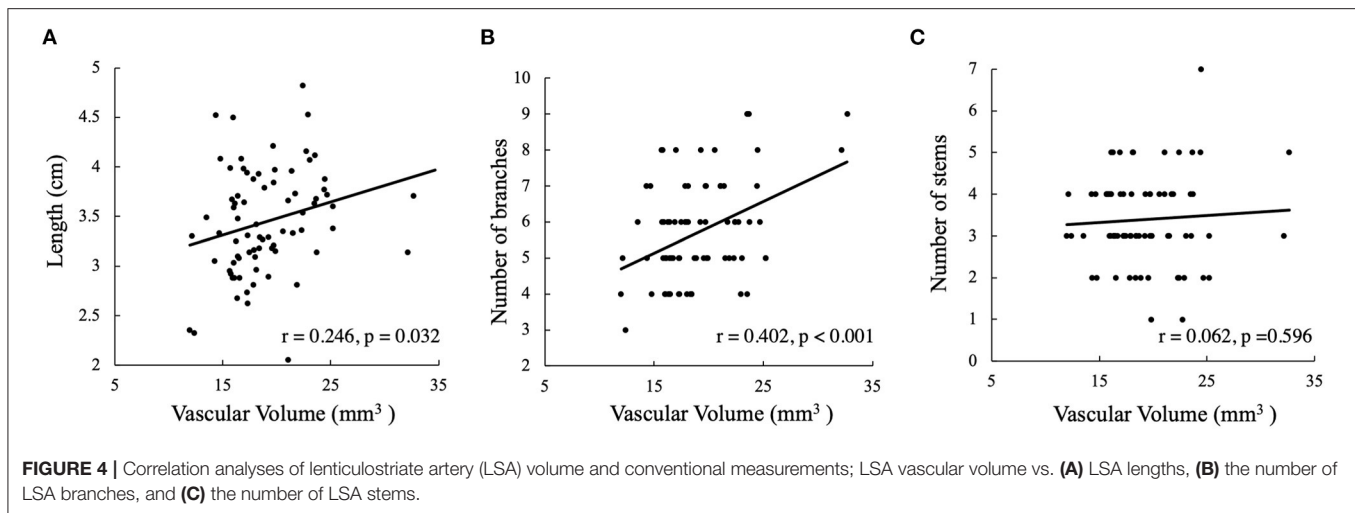 A
5
4.5
4
3.5
3
2.5
2
Length (cm)
r = 0.246, p = 0.032
5 15 25 35
Vascular Volume (mm³ )
B
10
9
8
7
6
5
4
3
2
1
Number of branches
r = 0.402, p < 0.001
5 15 25 35
Vascular Volume (mm³ )
C
7
6
5
4
3
2
1
0
Number of stems
r = 0.062, p =0.596
5 15 25 35
Vascular Volume (mm³ )
FIGURE 4 | Correlation analyses of lenticulostriate artery (LSA) volume and conventional measurements; LSA vascular volume vs. (A) LSA lengths, (B) the number of
LSA branches, and (C) the number of LSA stems.